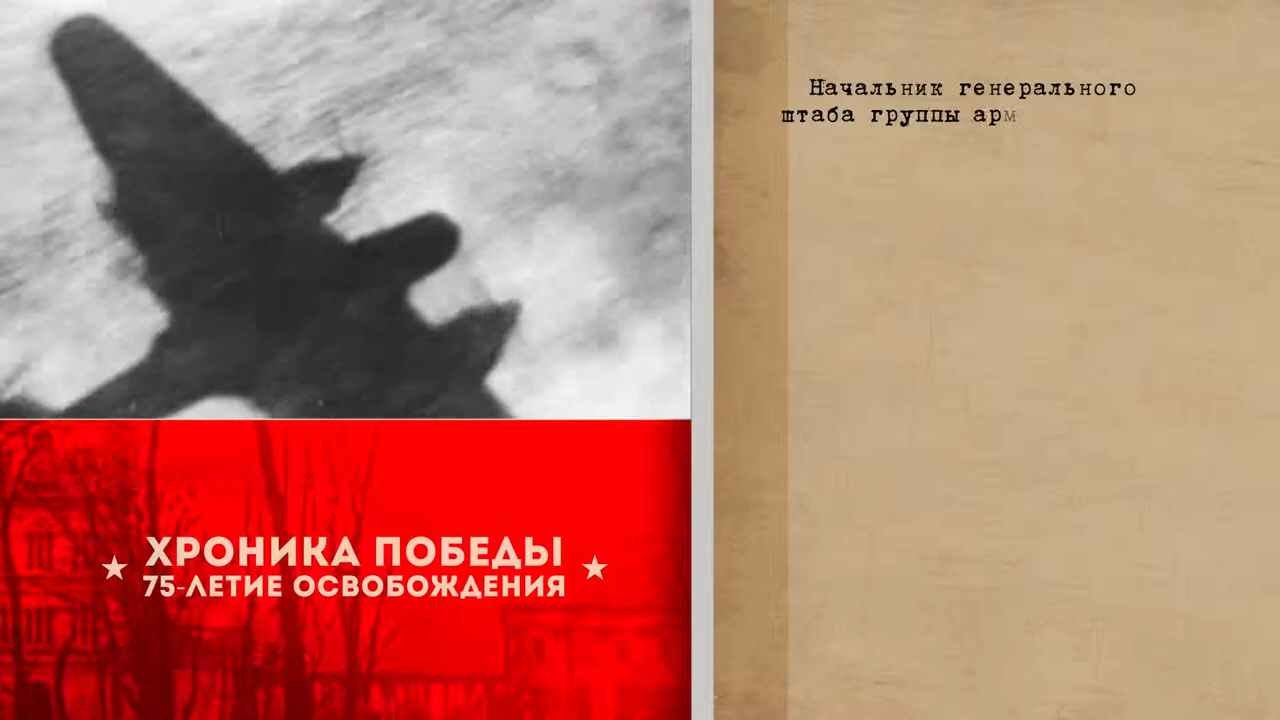 Начальник генерального
штаба группы арм
ХРОНИКА ПОБЕДЫ
75-ЛЕТИЕ ОСВОБОЖДЕНИЯ